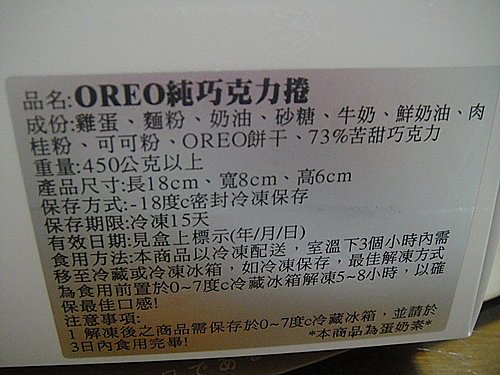 品名:OREO純巧克力捲
成份:雞蛋、麵粉、奶油、砂糖、牛奶、鮮奶油、肉
桂粉、可可粉、OREO餅干、73%苦甜巧克力
重量:450公克以上
產品尺寸:長18cm、寬8cm、高6cm
保存方式:-18度c密封冷凍保存
保存期限:冷凍15天
有效日期:見盒上標示(年/月/日)
食用方法:本商品以冷凍配送，室溫下3個小時內需
移至冷藏或冷凍冰箱，如冷凍保存，最佳解凍方式
為食用前置於0~7度c冷藏冰箱解凍5~8小時，以確
保最佳口感!
注意事項:
1 解凍後之商品需保存於0~7度c冷藏冰箱，並請於
3日內食用完畢!
*本商品為蛋奶素*